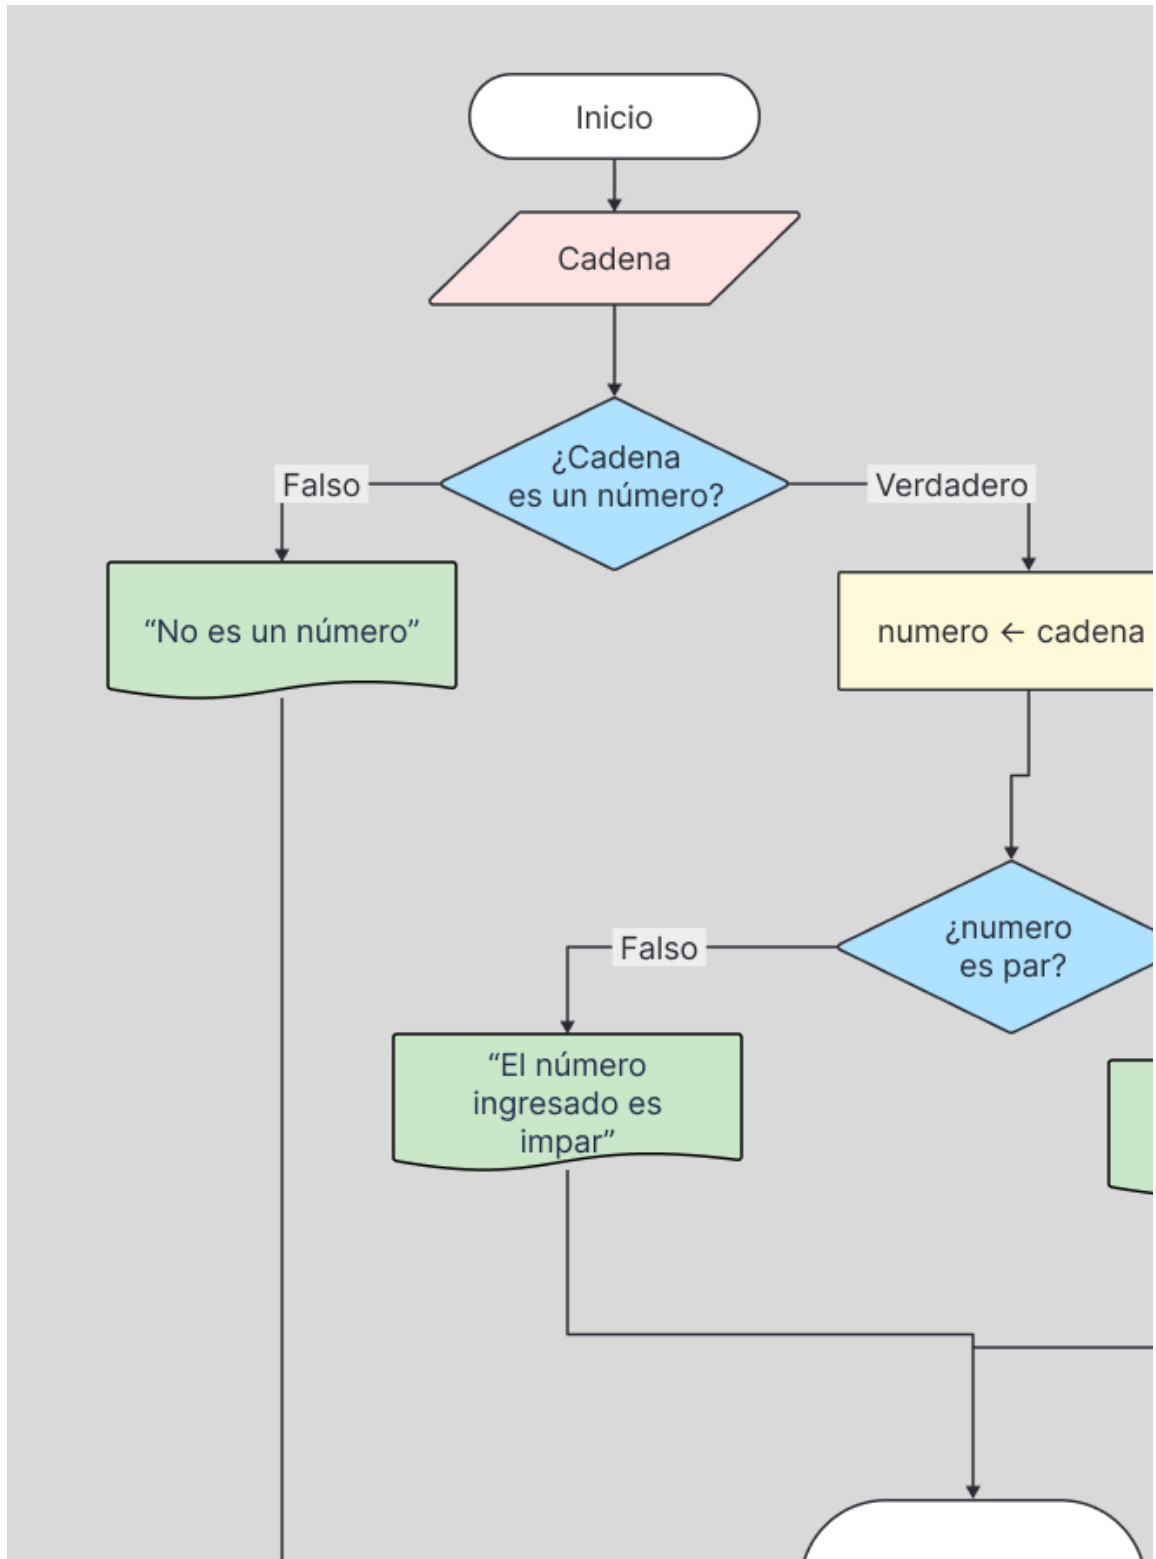 Inicio
Cadena
¿Cadena
es un número?
Falso
Verdadero
“No es un número”
numero ← cadena
¿numero
es par?
Falso
“El número
ingresado es
impar”